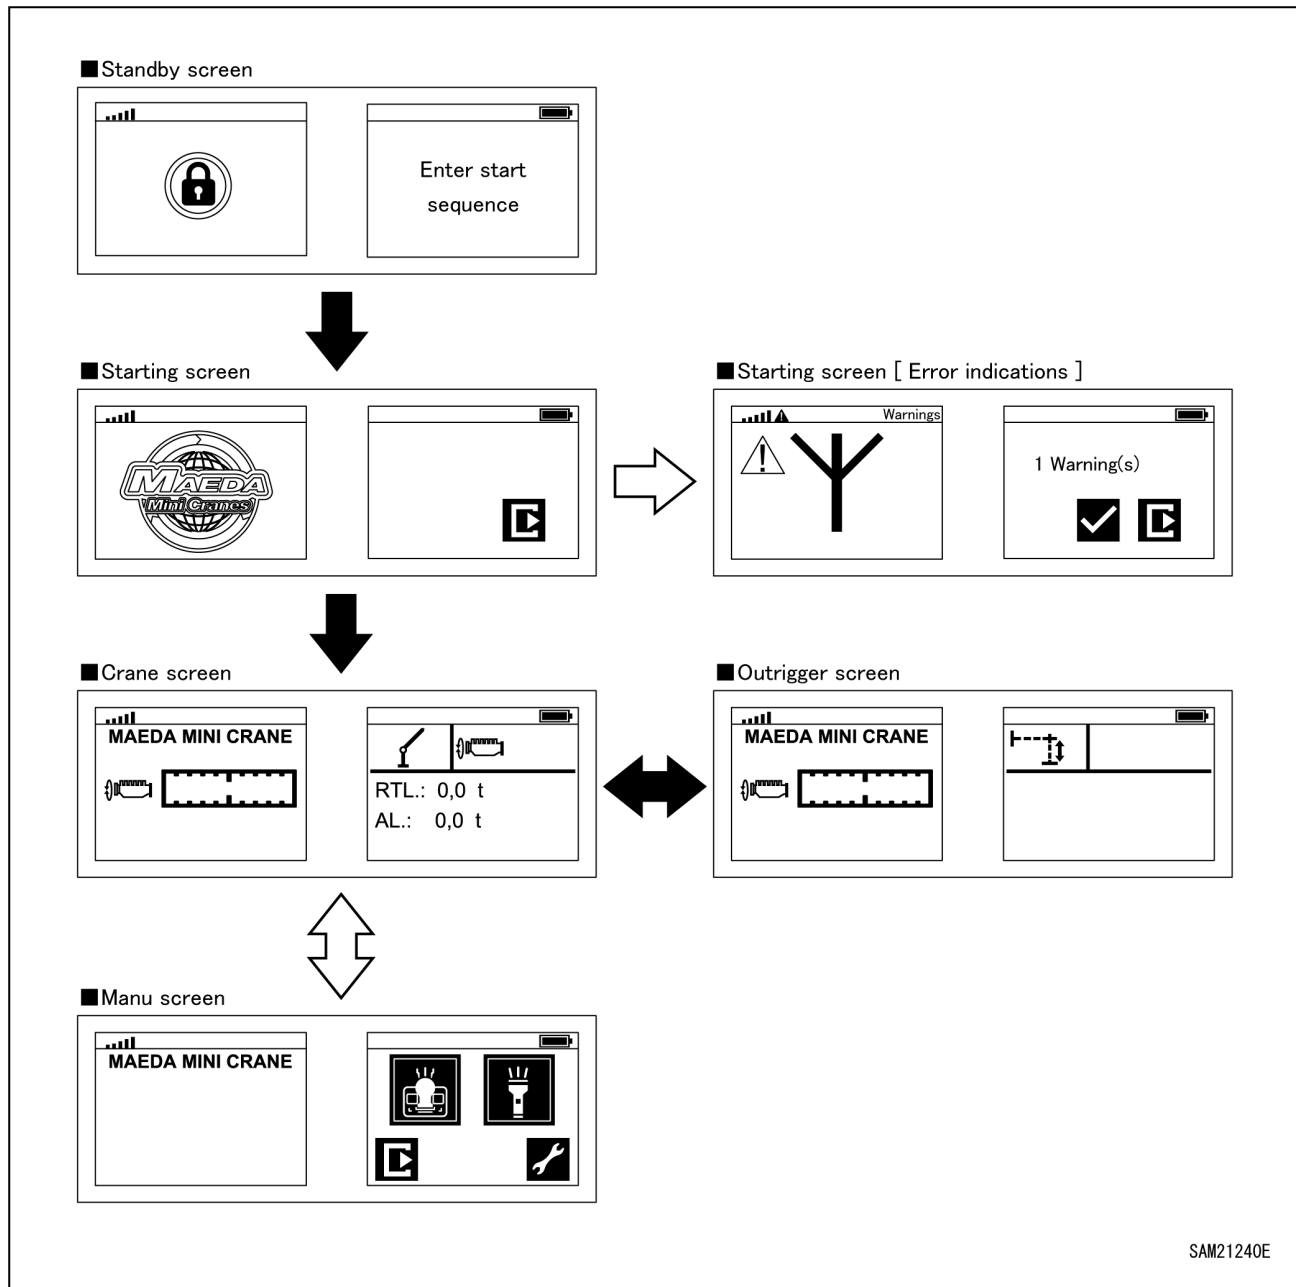 ■Standby screen
Enter start
sequence
■Starting screen
MAEDA
Mini Cranes
■Starting screen [ Error indications ]
Warnings
1 Warning(s)
■Crane screen
MAEDA MINI CRANE
RTL.: 0,0 t
AL.: 0,0 t
■Outrigger screen
MAEDA MINI CRANE
■Manu screen
MAEDA MINI CRANE
SAM21240E